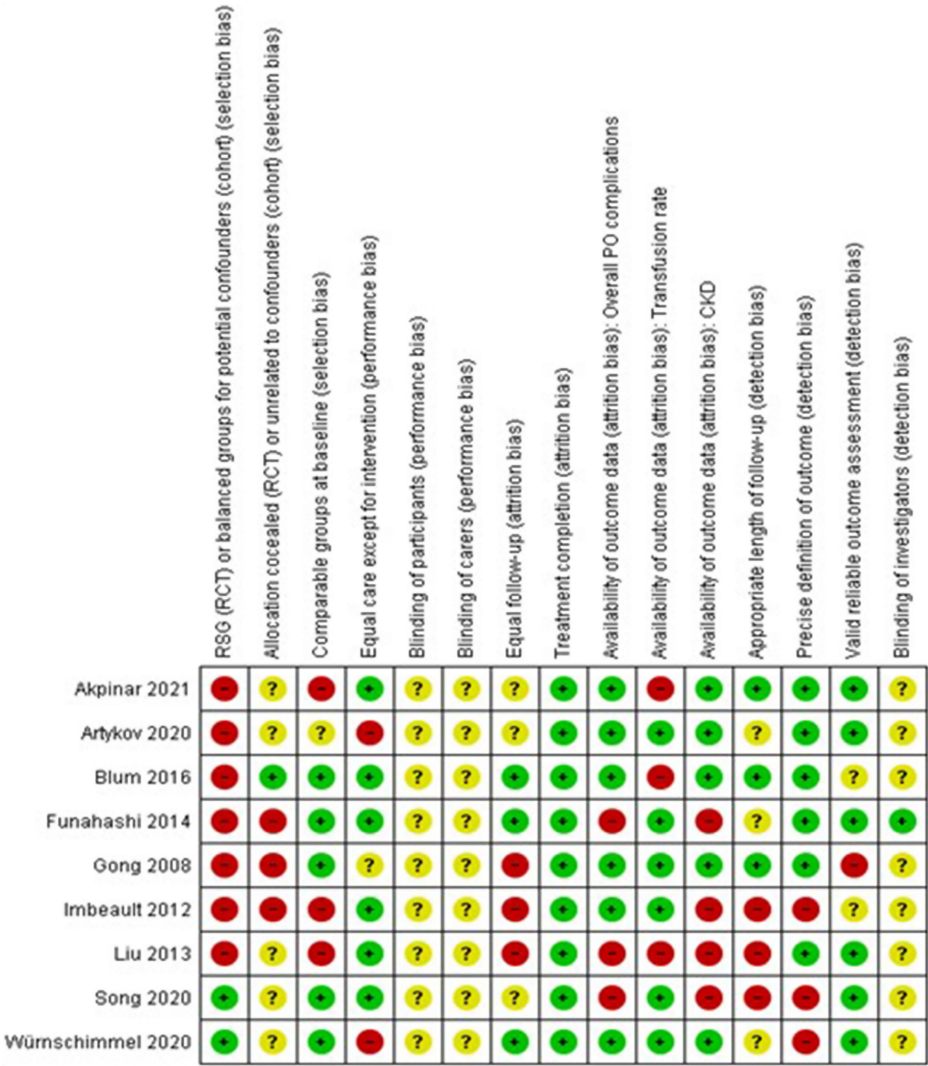 RSG (RCT) or balanced groups for potential confounders (cohort) (selection bias)
Allocation cocealed (RCT) or unrelated to confounders (cohort) (selection bias)
Comparable groups at baseline (selection bias)
Equal care except for intervention (performance bias)
Blinding of participants (performance bias)
Blinding of carers (performance bias)
Equal follow-up (attrition bias)
Treatment completion (attrition bias)
Availability of outcome data (attrition bias): Overall PO complications
Availability of outcome data (attrition bias): Transfusion rate
Availability of outcome data (attrition bias): CKD
Appropriate length of follow-up (detection bias)
Precise definition of outcome (detection bias)
Valid reliable outcome assessment (detection bias)
Blinding of investigators (detection bias)
Akpinar 2021 - ? - + ? ? ? + + - + + + + ?
Artykov 2020 - ? ? - ? ? ? + + + + ? + + ?
Blum 2016 - + + + ? ? + + + - + + + ? ?
Funahashi 2014 - - + + ? ? + + - + - ? + + +
Gong 2008 - - + ? ? ? - + + + + + + - ?
Imbeault 2012 - - - + ? ? - + + + - - - ? ?
Liu 2013 - ? - + ? ? - + - - - - + + ?
Song 2020 + ? + + ? ? ? + - + - - - + ?
Würnschimmel 2020 + ? + - ? ? + + + + + ? - + ?